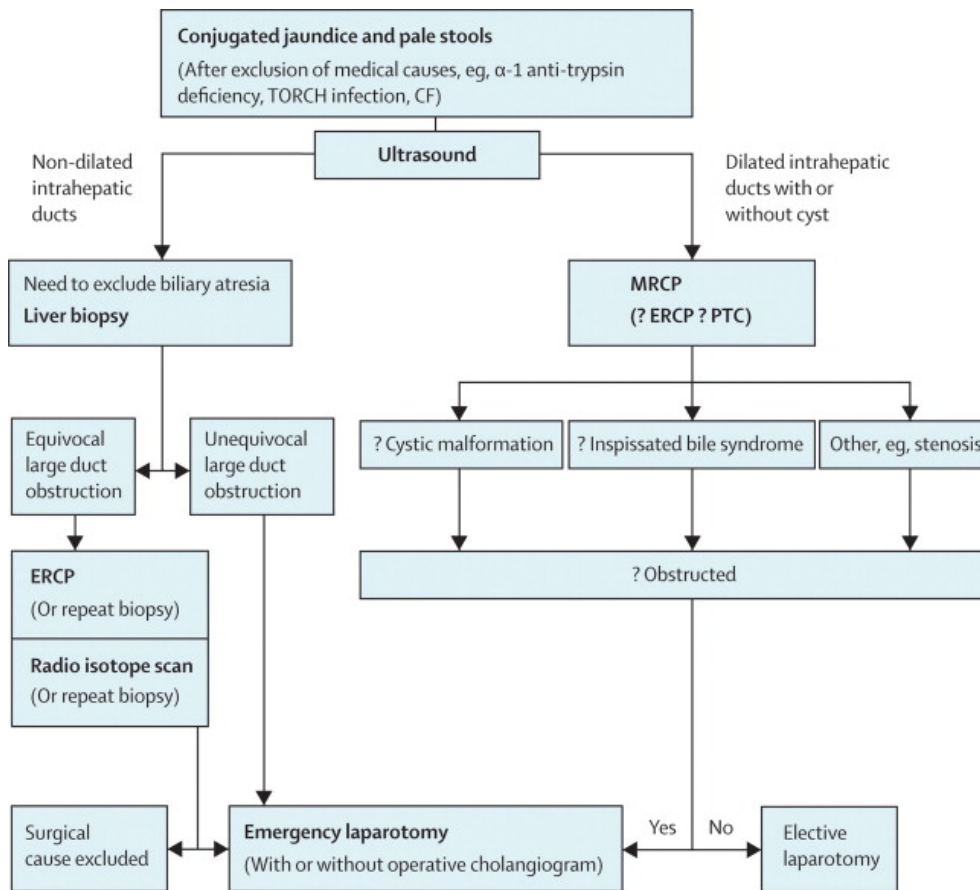 Conjugated jaundice and pale stools
(After exclusion of medical causes, eg, α-1 anti-trypsin
deficiency, TORCH infection, CF)
Ultrasound
Non-dilated
intrahepatic
ducts
Dilated intrahepatic
ducts with or
without cyst
Need to exclude biliary atresia
Liver biopsy
MRCP
(? ERCP ? PTC)
Equivocal
large duct
obstruction
Unequivocal
large duct
obstruction
? Cystic malformation
? Inspissated bile syndrome
Other, eg, stenosis
ERCP
(Or repeat biopsy)
Radio isotope scan
(Or repeat biopsy)
? Obstructed
Surgical
cause excluded
Emergency laparotomy
(With or without operative cholangiogram)
Yes
No
Elective
laparotomy